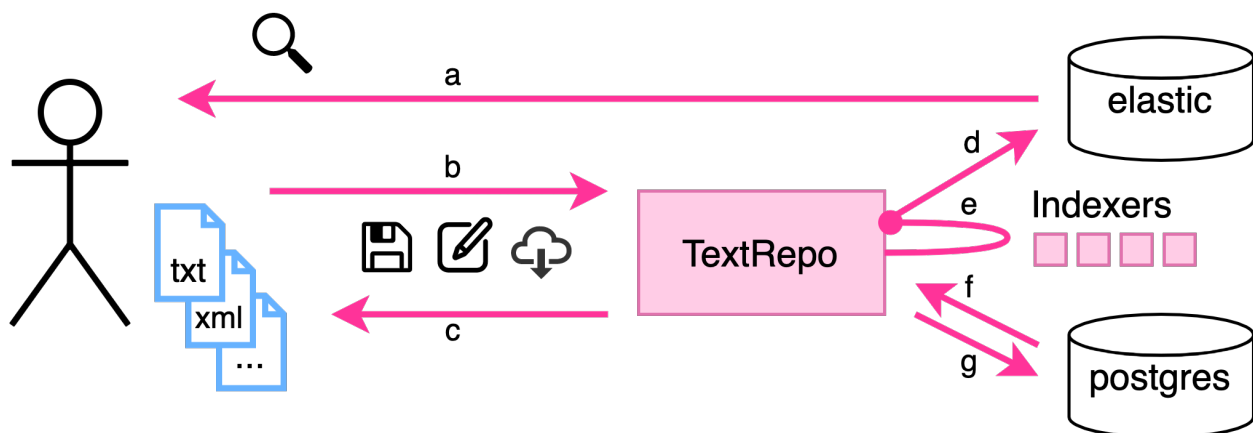 a
elastic
d
b
e
Indexers
TextRepo
txt
xml
...
f
c
g
postgres